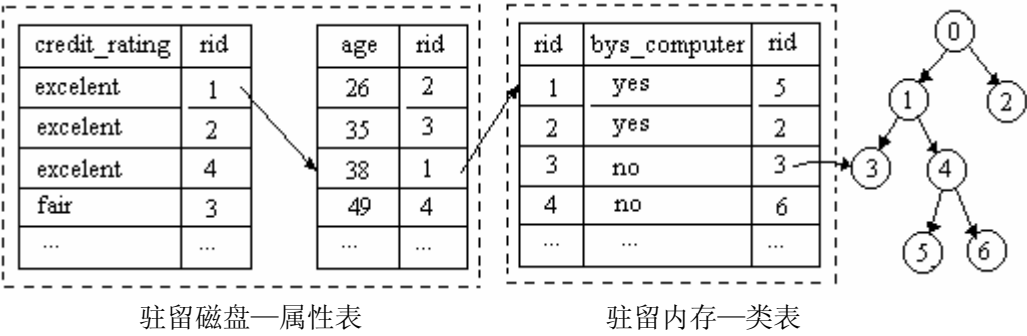 credit_rating rid age rid rid bys_computer rid
excelent 1 26 2 1 yes 5
excelent 2 35 3 2 yes 2
excelent 4 38 1 3 no 3
fair 3 49 4 4 no 6
... ... ... ... ... ... ...
0
1 2
3 4
5 6
驻留磁盘—属性表 驻留内存—类表